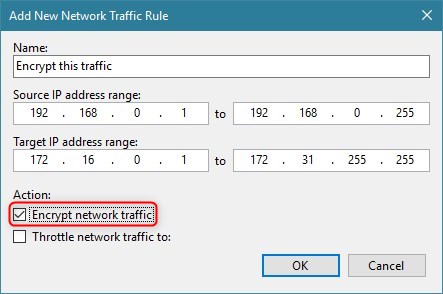 Add New Network Traffic Rule
Name:
Encrypt this traffic
Source IP address range:
192 . 168 . 0 . 1 to 192 . 168 . 0 . 255
Target IP address range:
172 . 16 . 0 . 1 to 172 . 31 . 255 . 255
Action:
Encrypt network traffic
Throttle network traffic to:
OK Cancel